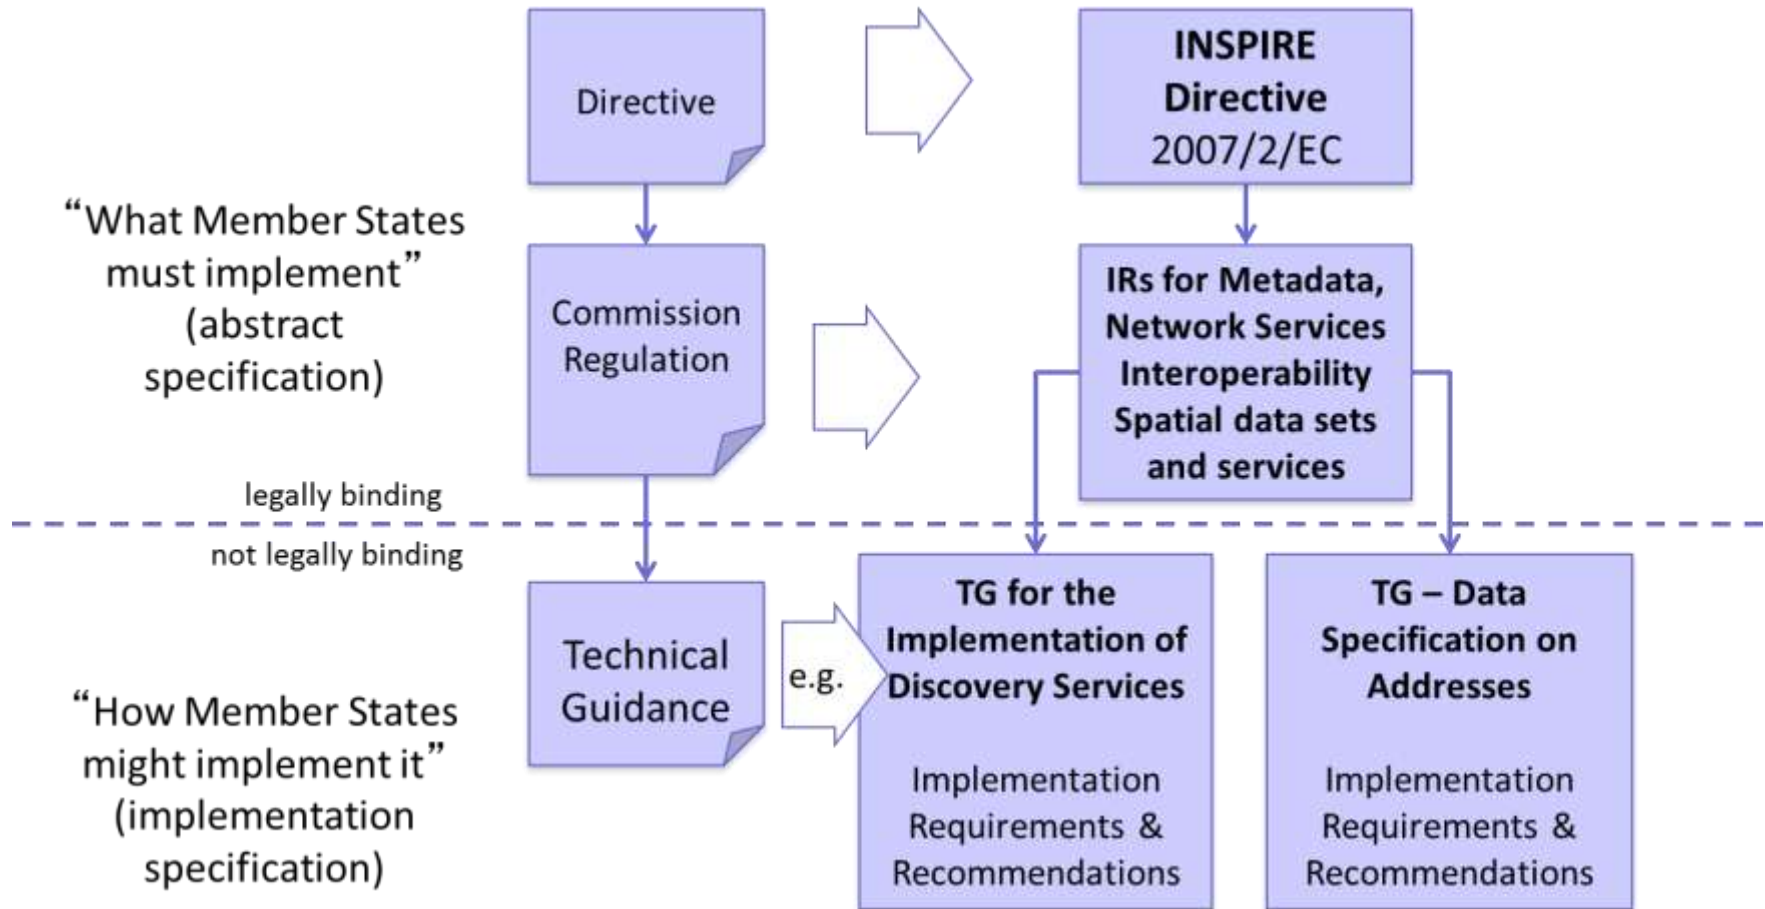 Directive
INSPIRE
Directive
2007/2/EC
“What Member States
must implement”
(abstract
specification)
Commission
Regulation
IRs for Metadata,
Network Services
Interoperability
Spatial data sets
and services
legally binding
not legally binding
Technical
Guidance
e.g.
TG for the
Implementation of
Discovery Services
Implementation
Requirements &
Recommendations
TG – Data
Specification on
Addresses
Implementation
Requirements &
Recommendations
“How Member States
might implement it”
(implementation
specification)